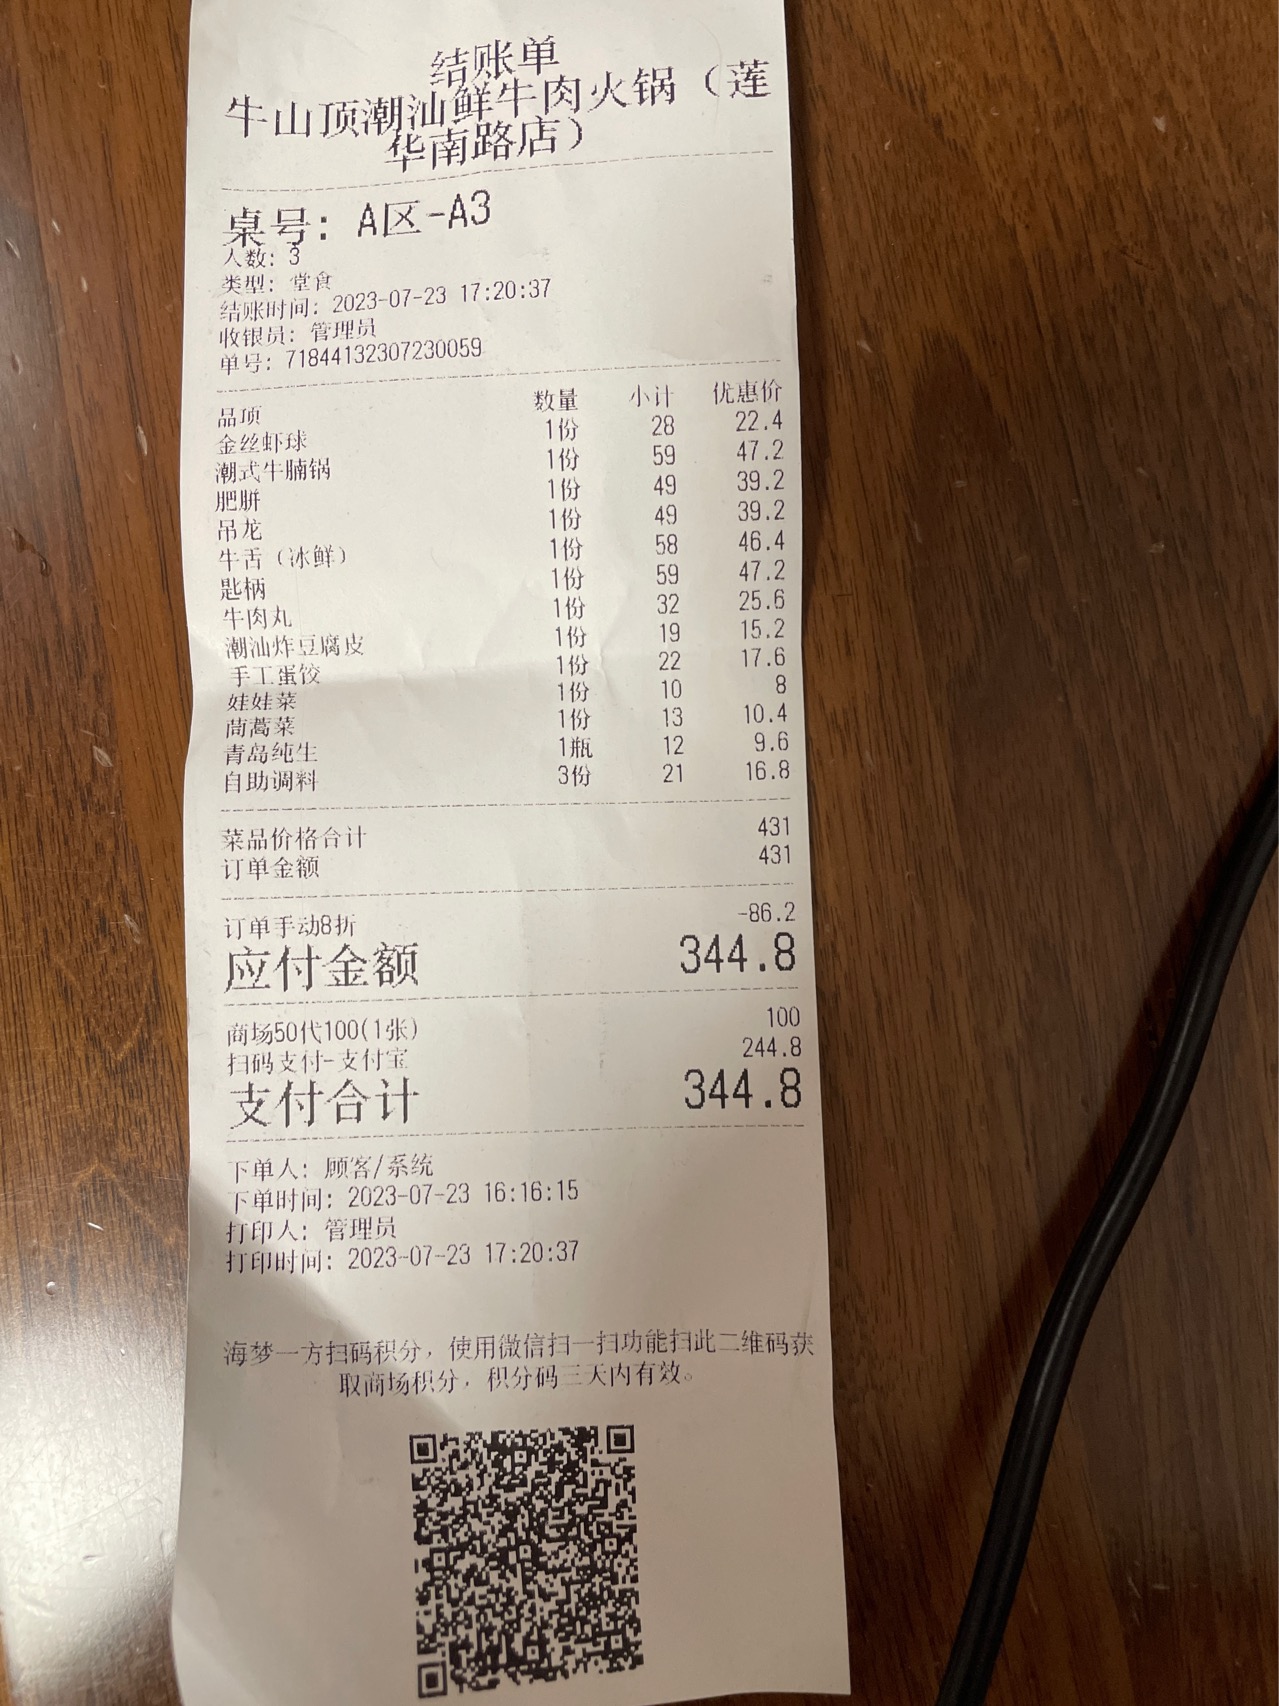 结账单
牛山顶潮汕鲜牛肉火锅（莲
华南路店）
桌号: A区-A3
人数: 3
类型: 堂食
结账时间: 2023-07-23 17:20:37
收银员: 管理员
单号: 71844132307230059
品项 数量 小计 优惠价
金丝虾球 1份 28 22.4
潮式牛腩锅 1份 59 47.2
肥胼 1份 49 39.2
吊龙 1份 49 39.2
牛舌（冰鲜） 1份 58 46.4
匙柄 1份 59 47.2
牛肉丸 1份 32 25.6
潮汕炸豆腐皮 1份 19 15.2
手工蛋饺 1份 22 17.6
娃娃菜 1份 10 8
茼蒿菜 1份 13 10.4
青岛纯生 1瓶 12 9.6
自助调料 3份 21 16.8
菜品价格合计 431
订单金额 431
订单手动8折 -86.2
应付金额 344.8
商场50代100(1张) 100
扫码支付-支付宝 244.8
支付合计 344.8
下单人: 顾客/系统
下单时间: 2023-07-23 16:16:15
打印人: 管理员
打印时间: 2023-07-23 17:20:37
海梦一方扫码积分，使用微信扫一扫功能扫此二维码获
取商场积分，积分码三天内有效。